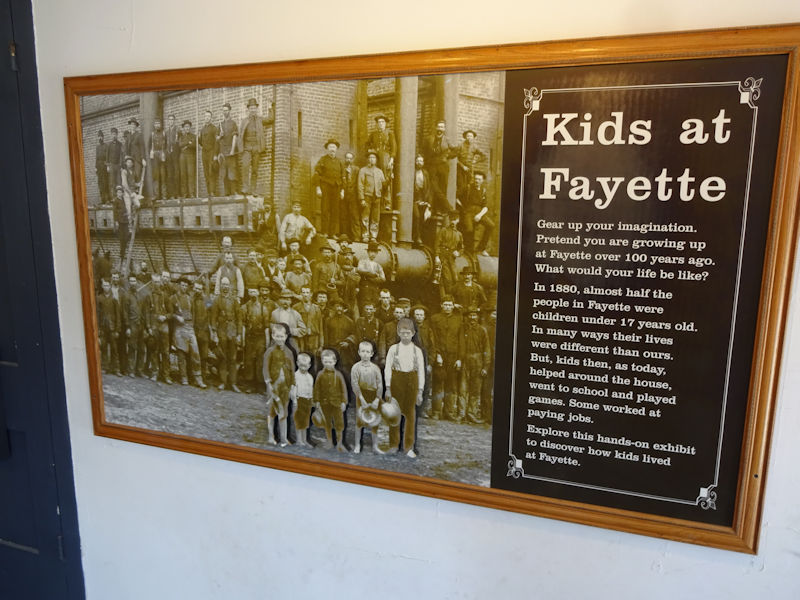 Kids at
Fayette
Gear up your imagination.
Pretend you are growing up
at Fayette over 100 years ago.
What would your life be like?
In 1880, almost half the
people in Fayette were
children under 17 years old.
In many ways their lives
were different than ours.
But, kids then, as today,
helped around the house,
went to school and played
games. Some worked at
paying jobs.
Explore this hands-on exhibit
to discover how kids lived
at Fayette.